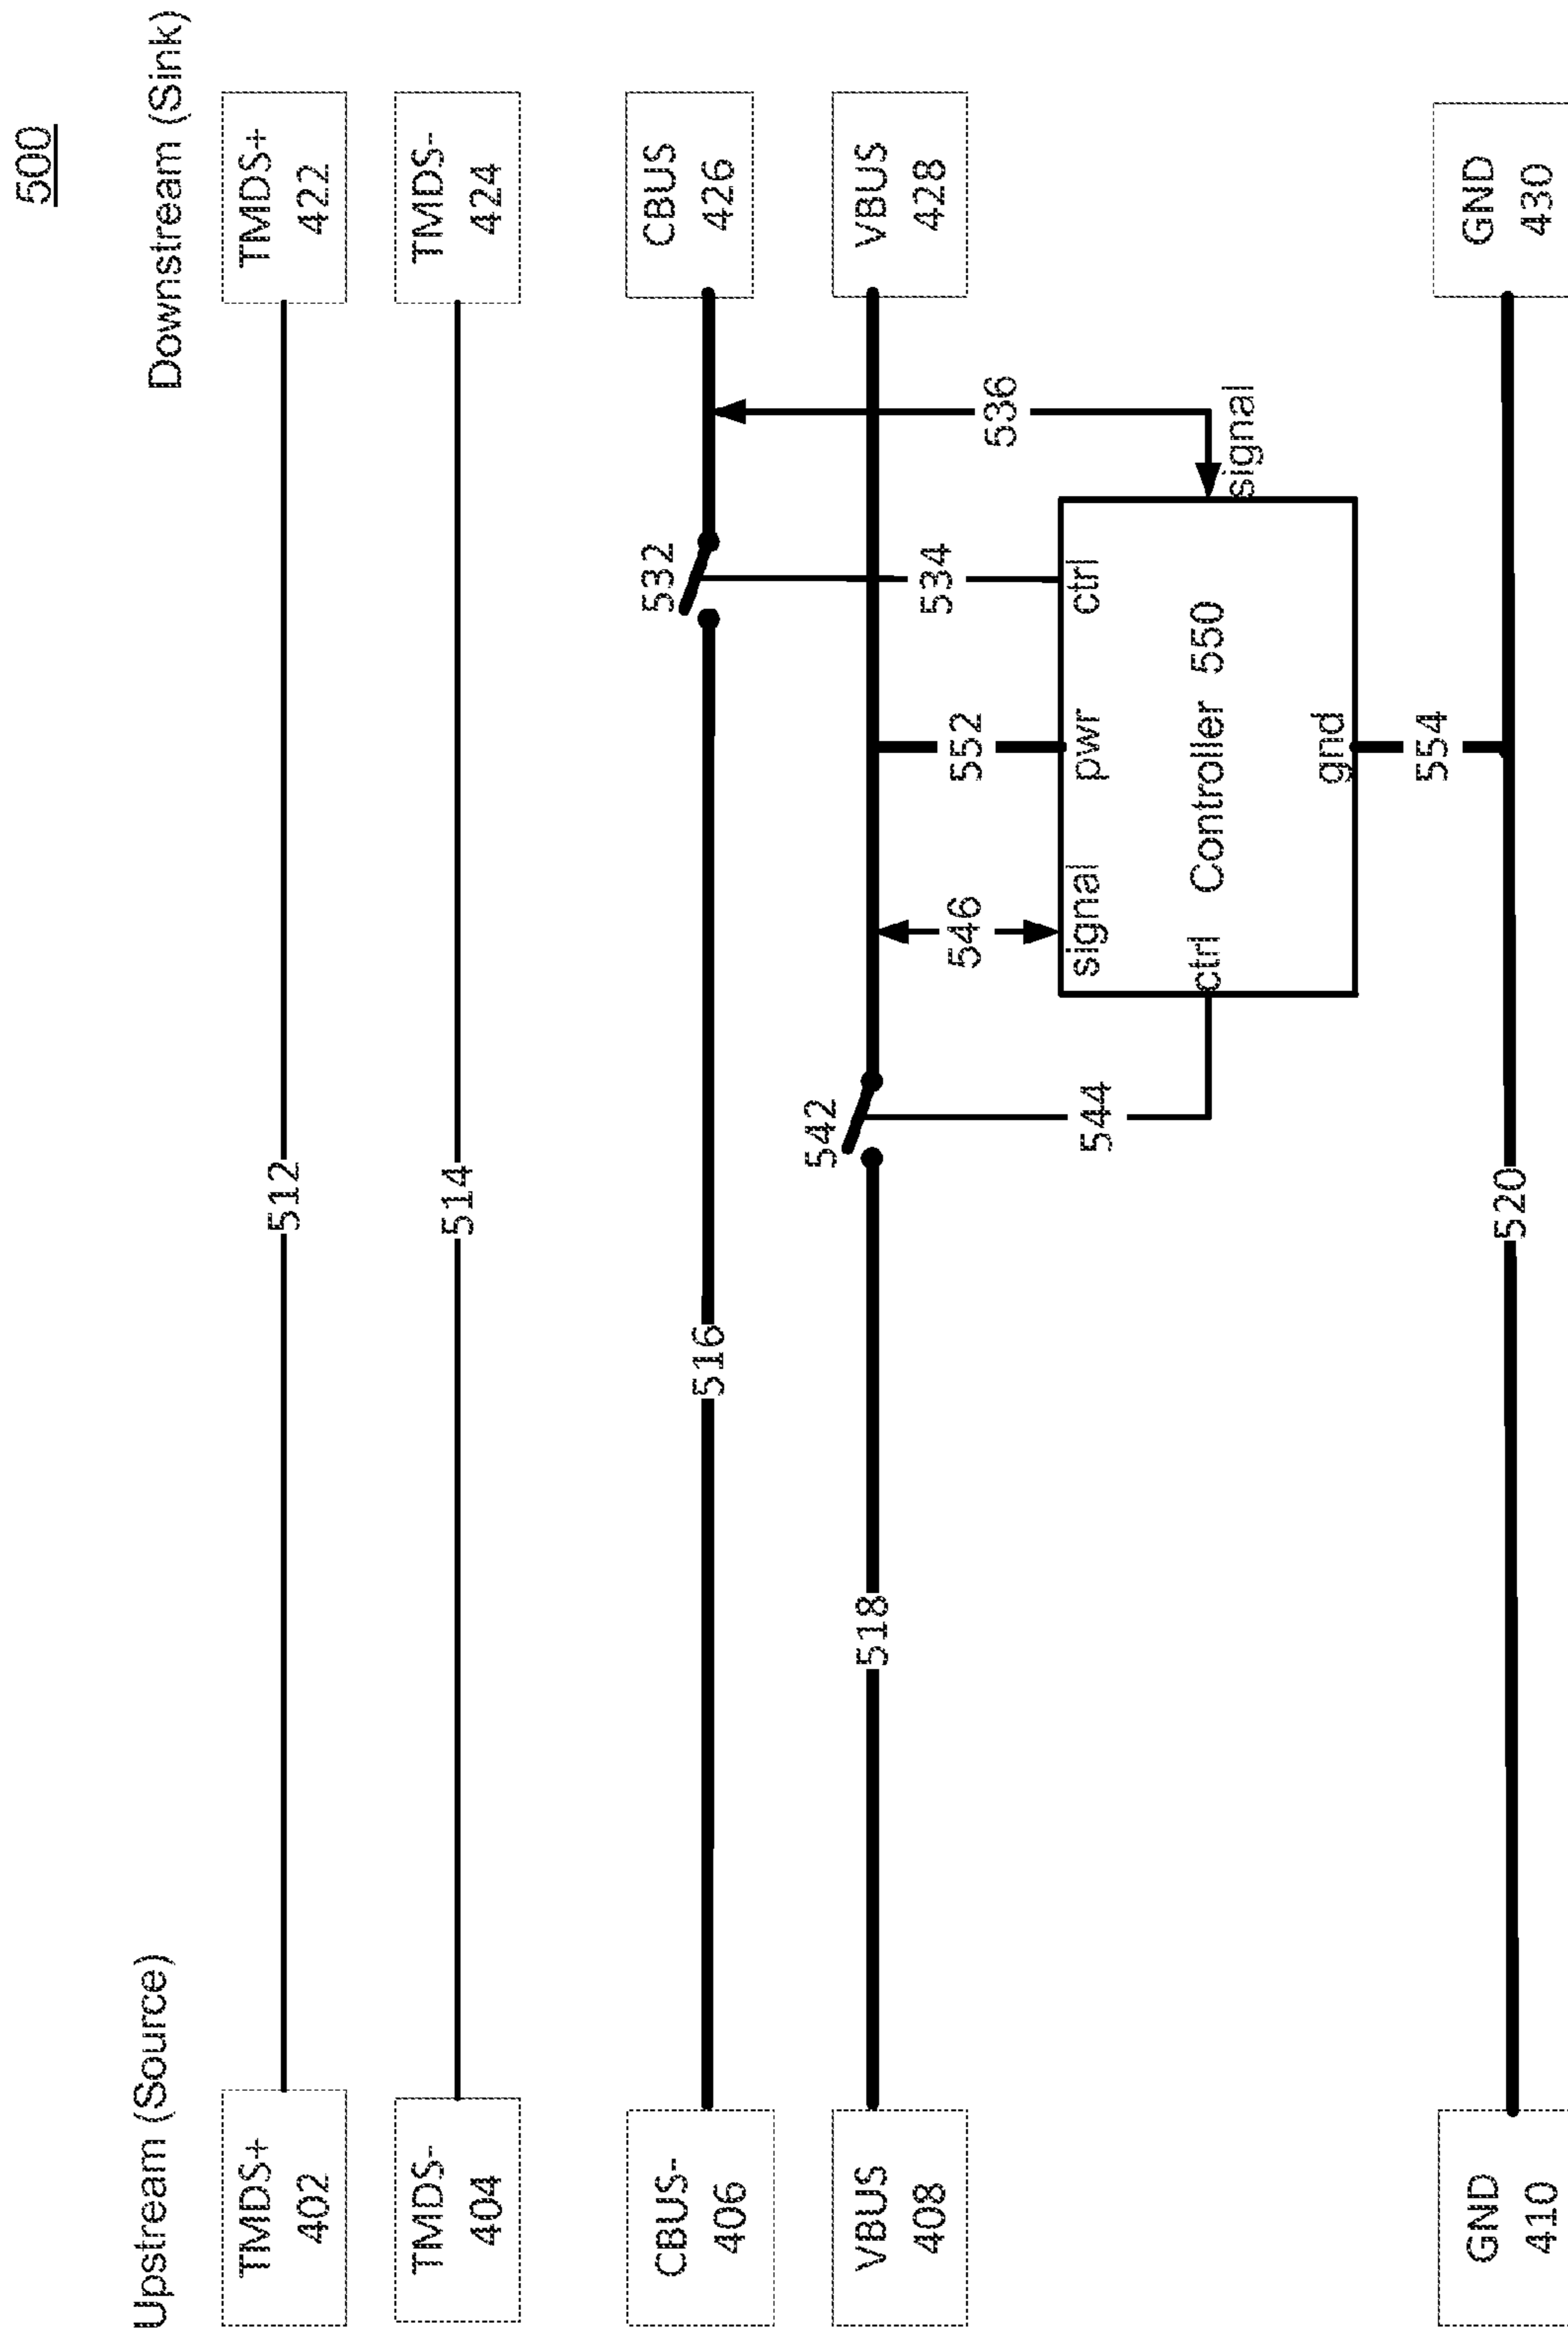 500
Upstream (Source)
Downstream (Sink)
TMDS+
402
512
TMDS+
422
TMDS-
404
514
TMDS-
424
CBUS-
406
516
532
CBUS
426
VBUS
408
518
542
VBUS
428
544
546
552
534
536
signal
pwr
ctrl
ctrl
Controller 550
signal
gnd
554
GND
410
520
GND
430